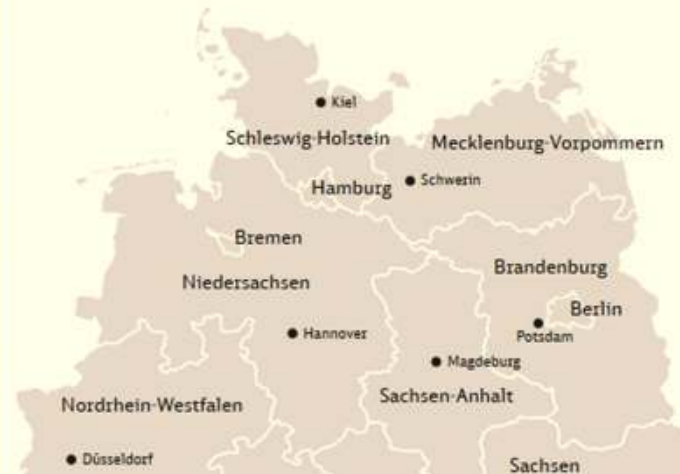 Kiel
Schleswig-Holstein
Mecklenburg-Vorpommern
Hamburg
Schwerin
Bremen
Brandenburg
Niedersachsen
Berlin
Hannover
Potsdam
Magdeburg
Sachsen-Anhalt
Nordrhein-Westfalen
Düsseldorf
Sachsen